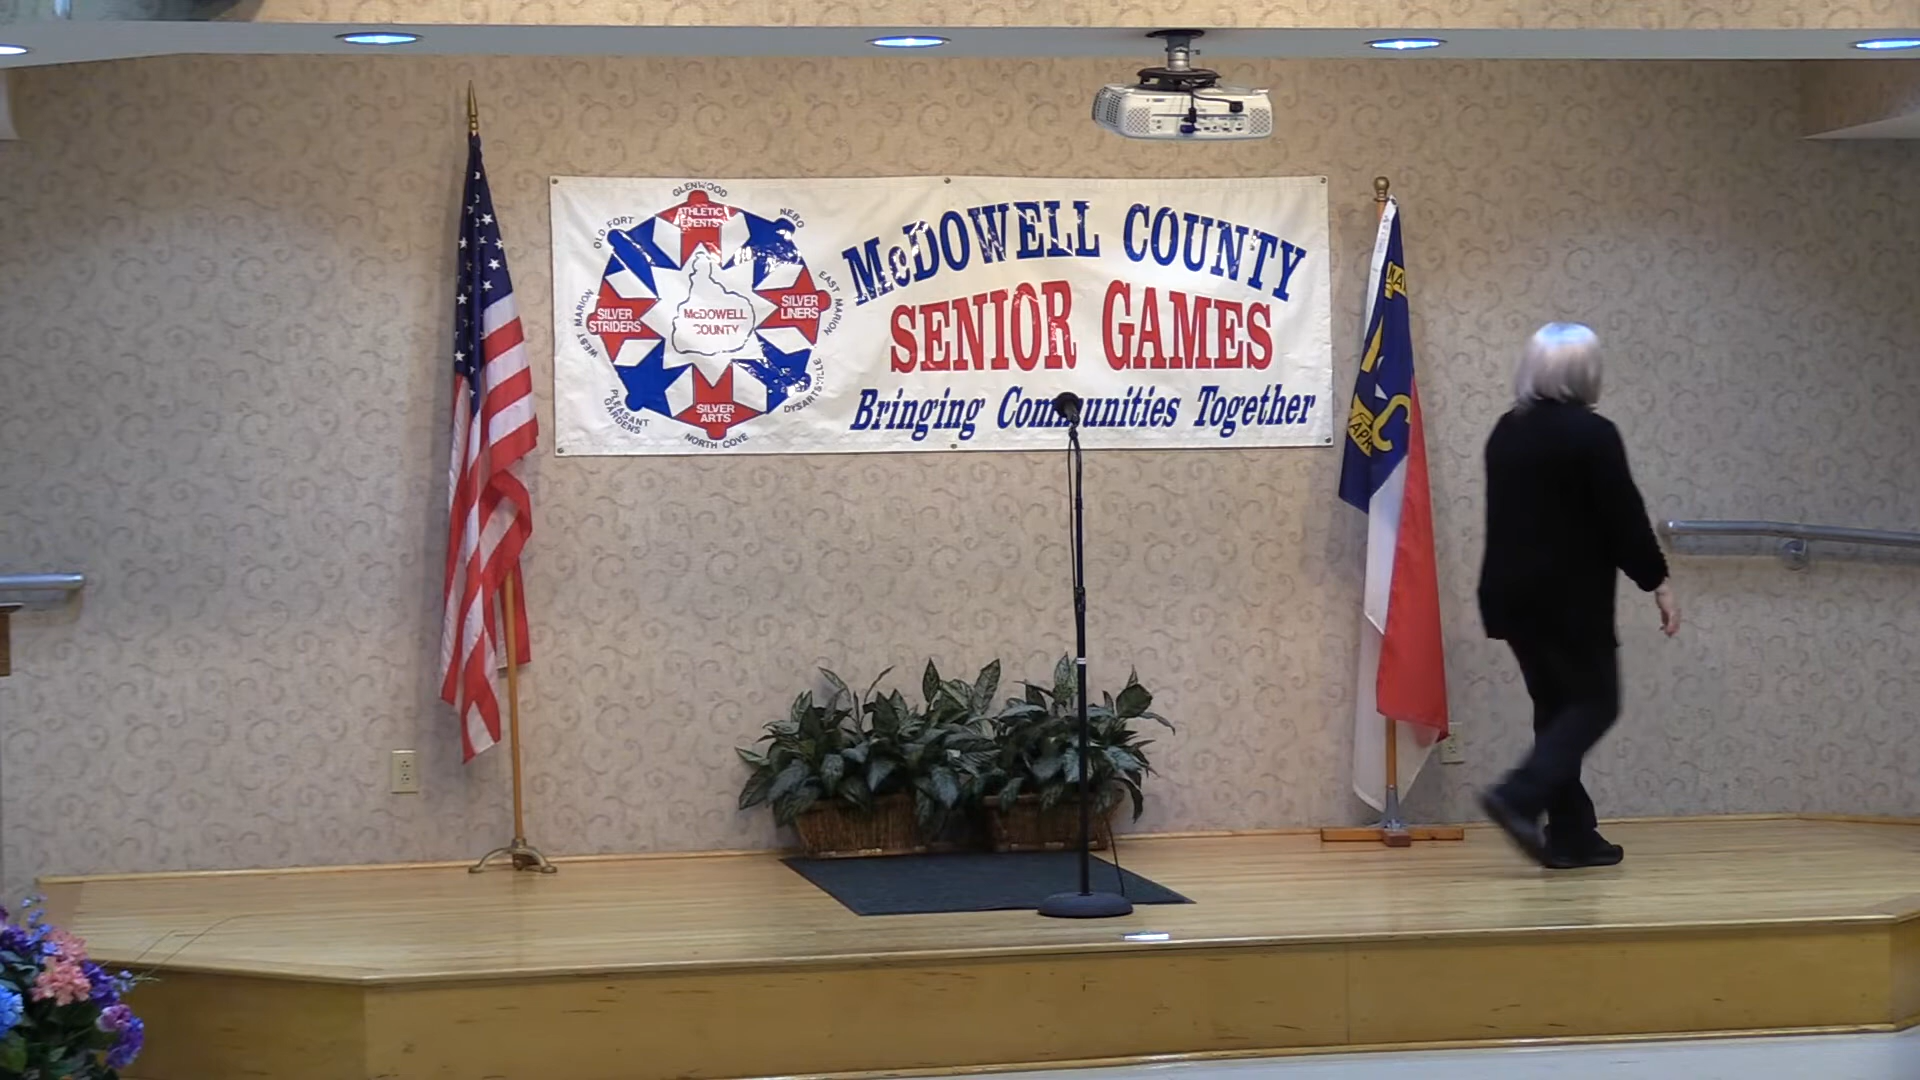 GLENWOOD
ATHLETIC
EVENTS
NEBO
OLD FORT
EAST MARION
WEST MARION
SILVER
STRIDERS
SILVER
LINERS
McDOWELL
COUNTY
DYSARTSVILLE
PLEASANT
GARDENS
SILVER
ARTS
NORTH COVE
McDOWELL COUNTY
SENIOR GAMES
Bringing Communities Together
C